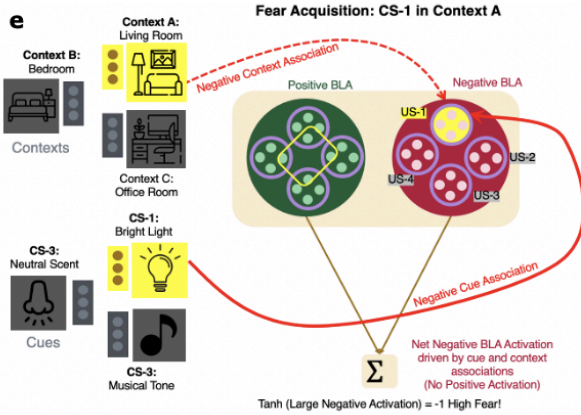 e
Fear Acquisition: CS-1 in Context A
Context A:
Living Room
Context B:
Bedroom
Contexts
Context C:
Office Room
Negative Context Association
Positive BLA
Negative BLA
US-1
US-2
US-4
US-3
CS-1:
Bright Light
CS-3:
Neutral Scent
Cues
CS-3:
Musical Tone
Negative Cue Association
Σ
Net Negative BLA Activation
driven by cue and context
associations
(No Positive Activation)
Tanh (Large Negative Activation) = -1 High Fear!